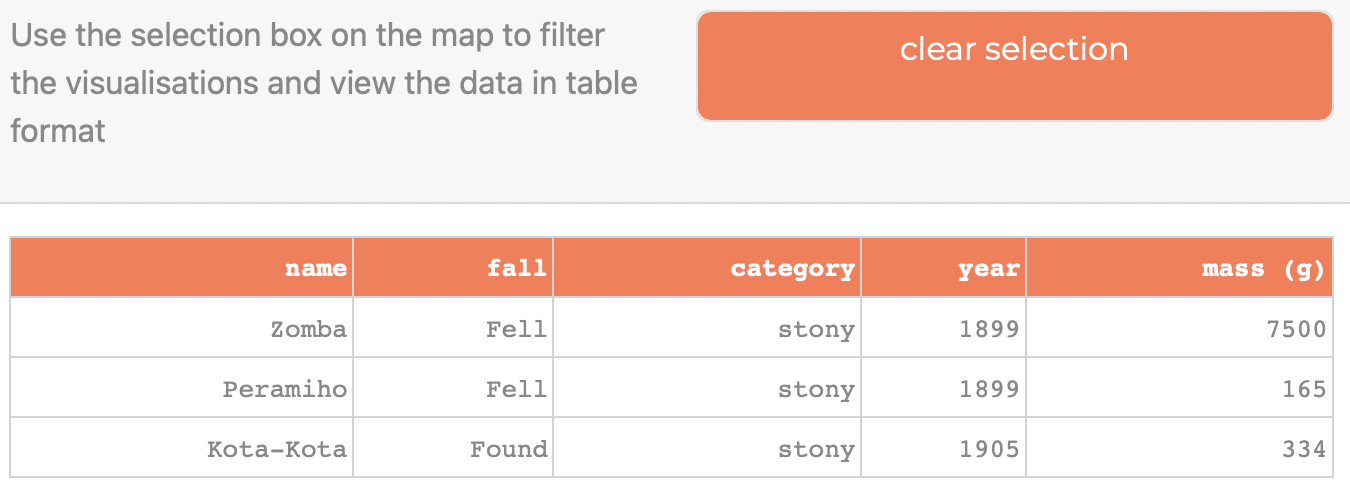 Use the selection box on the map to filter
the visualisations and view the data in table
format
clear selection
name fall category year mass (g)
Zomba Fell stony 1899 7500
Peramiho Fell stony 1899 165
Kota-Kota Found stony 1905 334